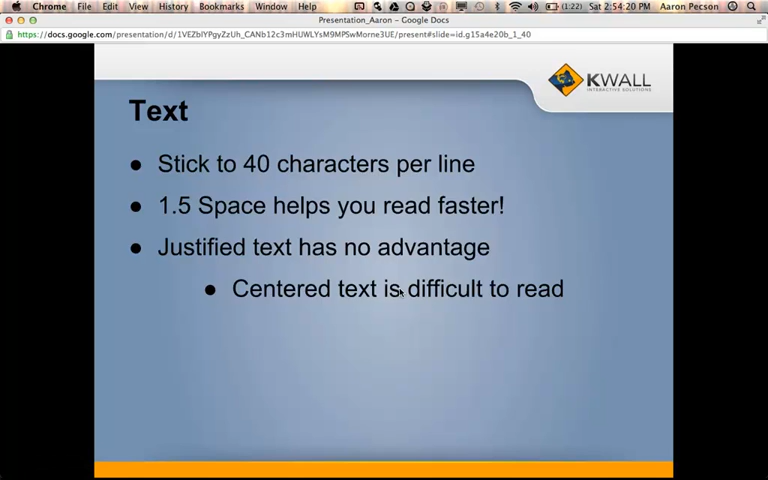 Chrome File Edit View History Bookmarks Window Help (1:22) Sat 2:54:20 PM Aaron Pecson
Presentation_Aaron – Google Docs
https://docs.google.com/presentation/d/1VEZblYPgyZzUh_CANb12c3mHUWLYsM9MPSwMorne3UE/present#slide=id.g15a4e20b_1_40
KWALL
INTERACTIVE SOLUTIONS
Text
● Stick to 40 characters per line
● 1.5 Space helps you read faster!
● Justified text has no advantage
● Centered text is difficult to read